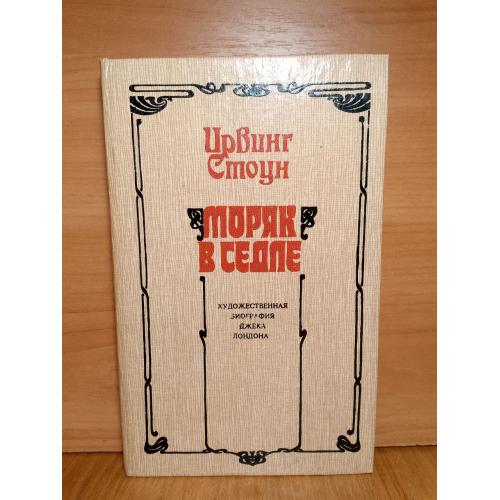 Ирвинг
Стоун
МОРЯК
В СЕДЛЕ
ХУДОЖЕСТВЕННАЯ
БИОГРАФИЯ
ДЖЕКА
ЛОНДОНА